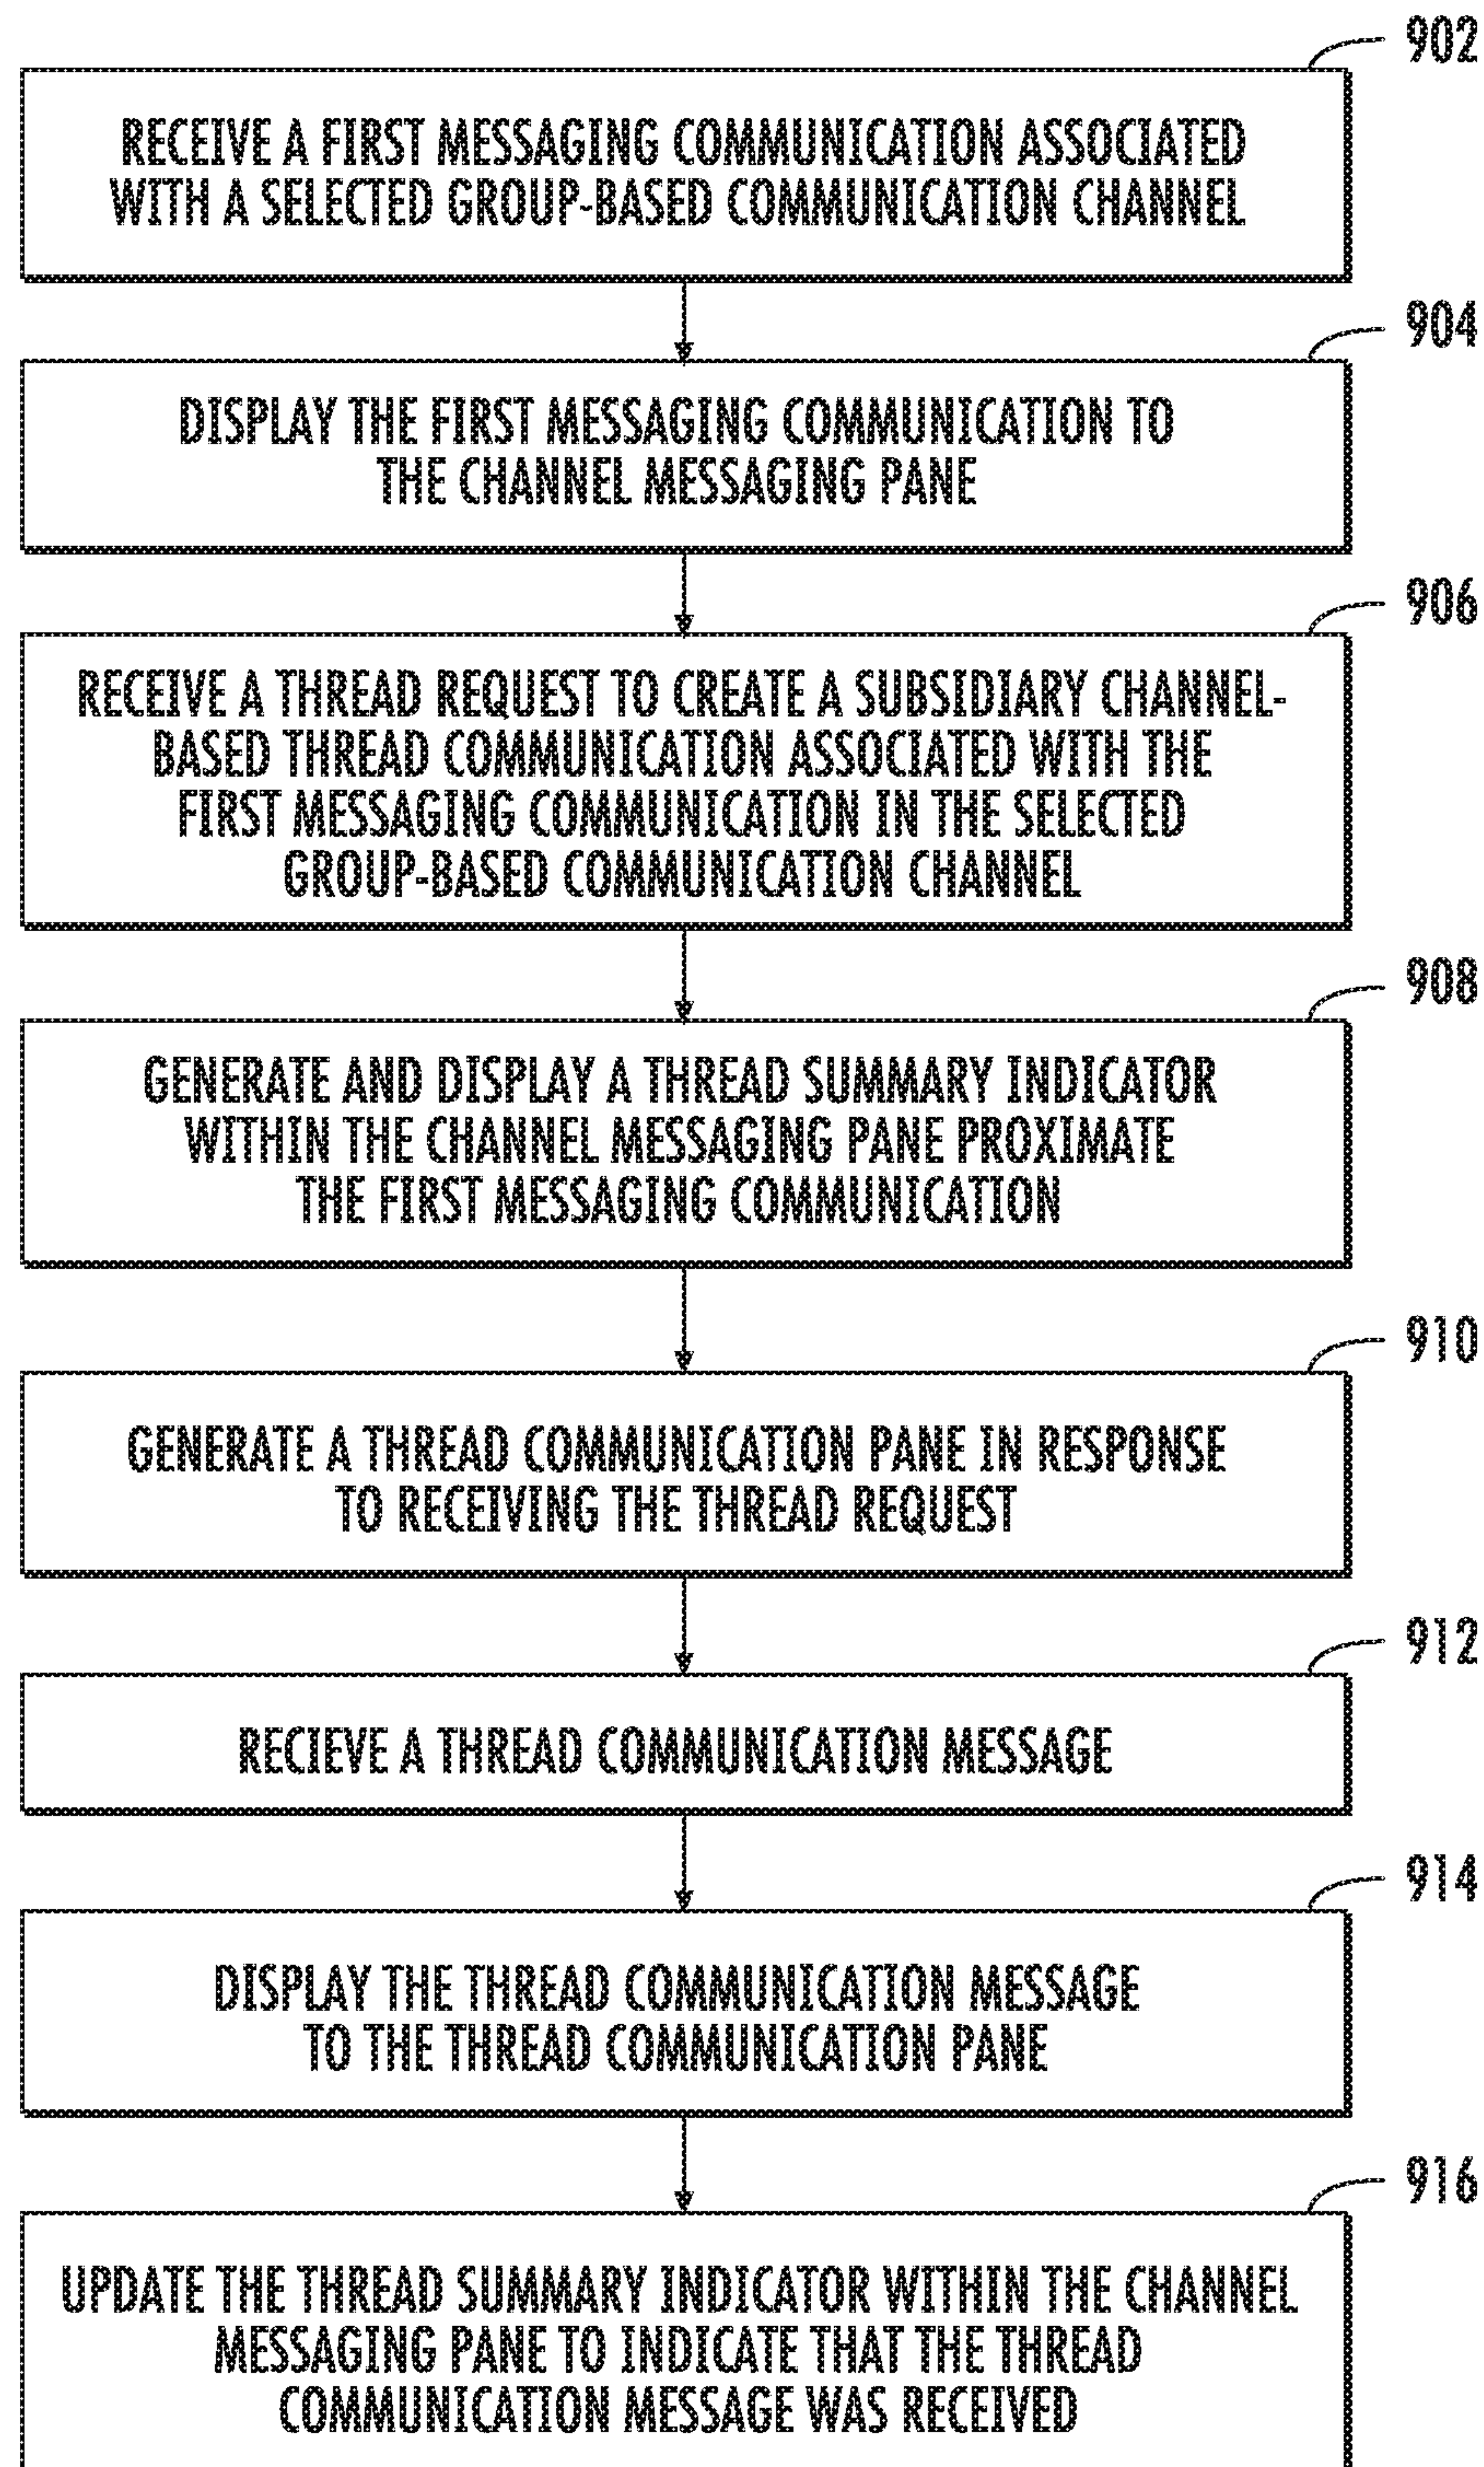 902
RECEIVE A FIRST MESSAGING COMMUNICATION ASSOCIATED
WITH A SELECTED GROUP-BASED COMMUNICATION CHANNEL
904
DISPLAY THE FIRST MESSAGING COMMUNICATION TO
THE CHANNEL MESSAGING PANE
906
RECEIVE A THREAD REQUEST TO CREATE A SUBSIDIARY CHANNEL-
BASED THREAD COMMUNICATION ASSOCIATED WITH THE
FIRST MESSAGING COMMUNICATION IN THE SELECTED
GROUP-BASED COMMUNICATION CHANNEL
908
GENERATE AND DISPLAY A THREAD SUMMARY INDICATOR
WITHIN THE CHANNEL MESSAGING PANE PROXIMATE
THE FIRST MESSAGING COMMUNICATION
910
GENERATE A THREAD COMMUNICATION PANE IN RESPONSE
TO RECEIVING THE THREAD REQUEST
912
RECIEVE A THREAD COMMUNICATION MESSAGE
914
DISPLAY THE THREAD COMMUNICATION MESSAGE
TO THE THREAD COMMUNICATION PANE
916
UPDATE THE THREAD SUMMARY INDICATOR WITHIN THE CHANNEL
MESSAGING PANE TO INDICATE THAT THE THREAD
COMMUNICATION MESSAGE WAS RECEIVED